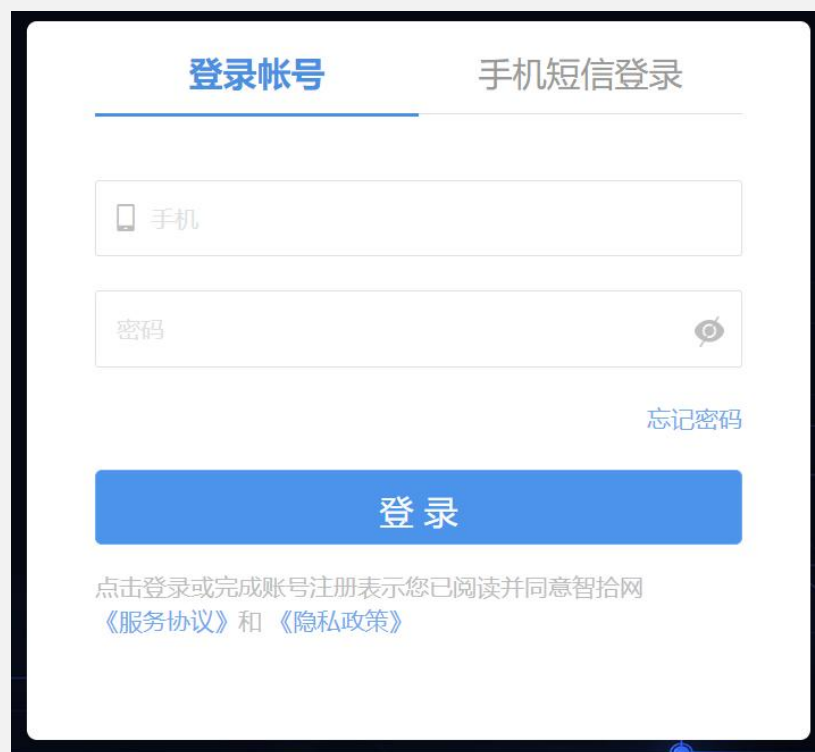 登录帐号 手机短信登录
手机
密码
忘记密码
登录
点击登录或完成账号注册表示您已阅读并同意智拾网
《服务协议》和 《隐私政策》